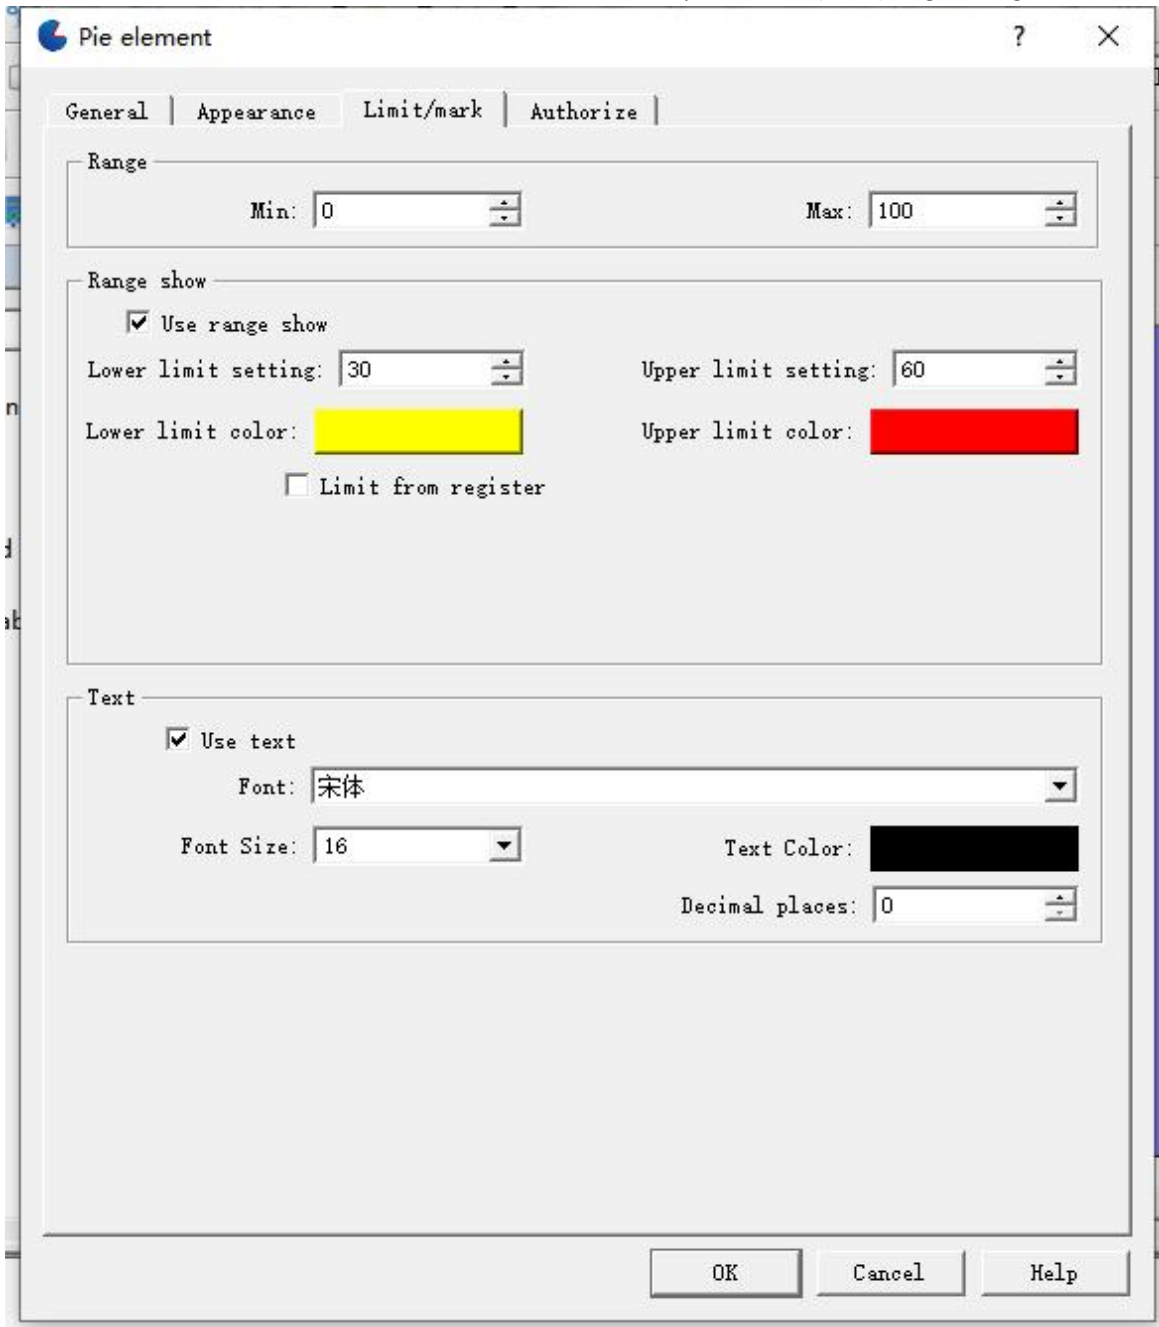 Pie element
?
General
Appearance
Limit/mark
Authorize
Range
Min: 0
Max: 100
Range show
Use range show
Lower limit setting: 30
Upper limit setting: 60
Lower limit color:
Upper limit color:
Limit from register
Text
Use text
Font: 宋体
Font Size: 16
Text Color:
Decimal places: 0
OK
Cancel
Help